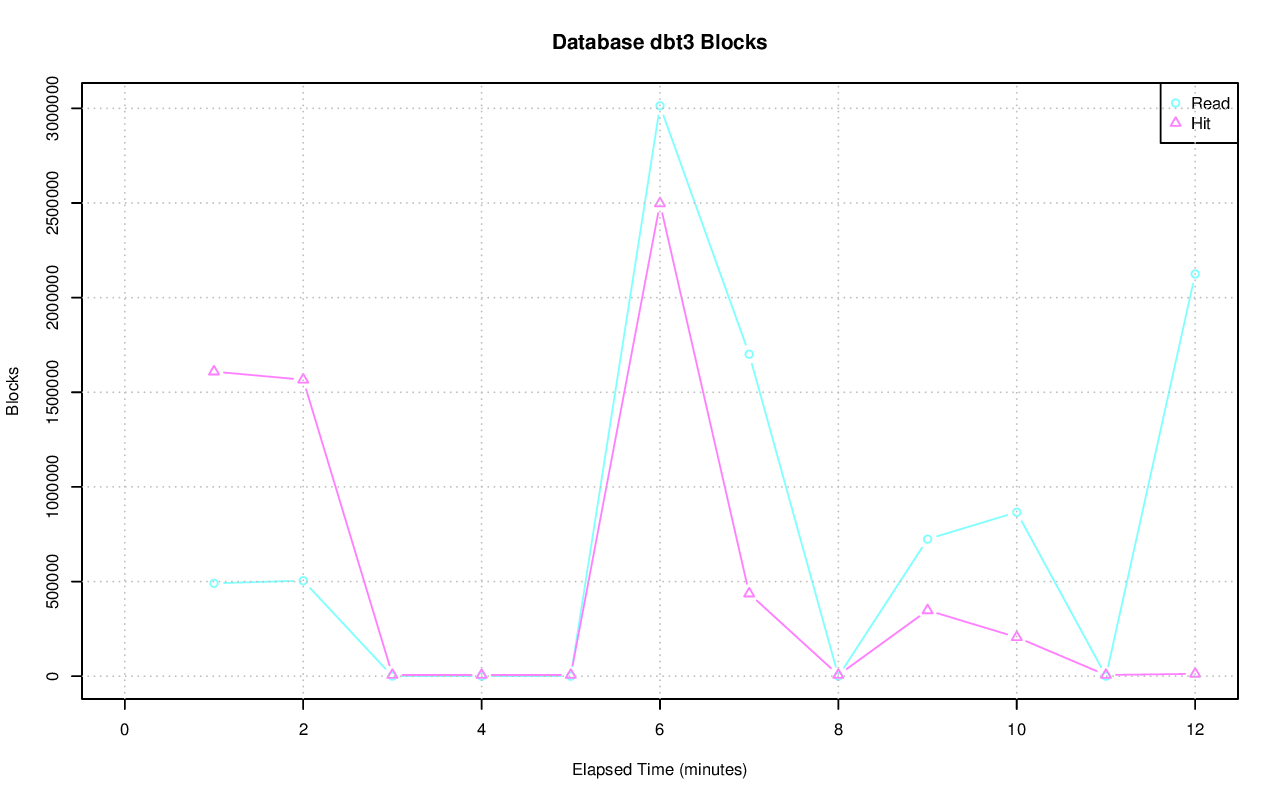 Database dbt3 Blocks
Read
Hit
Blocks
3000000
2500000
2000000
1500000
1000000
500000
0
0 2 4 6 8 10 12
Elapsed Time (minutes)